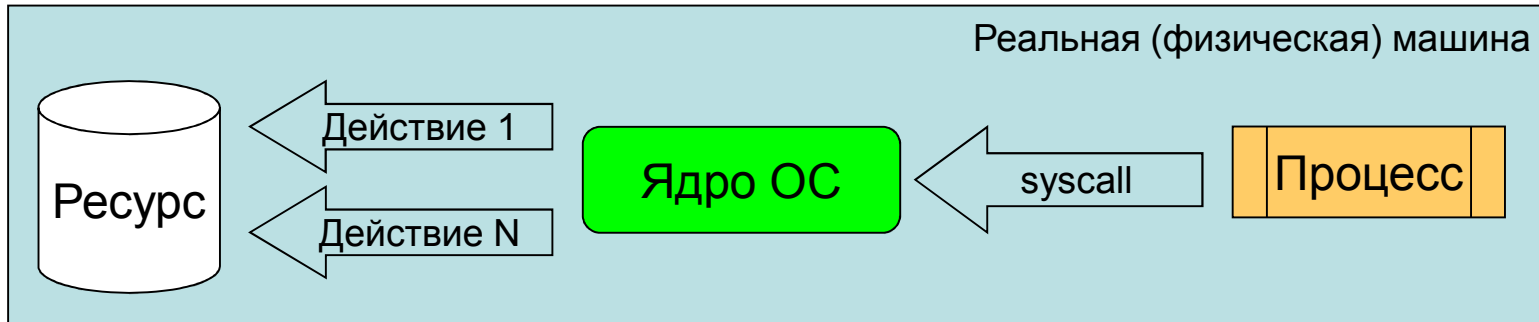 Реальная (физическая) машина
Ресурс
Действие 1
Действие N
Ядро ОС
syscall
Процесс